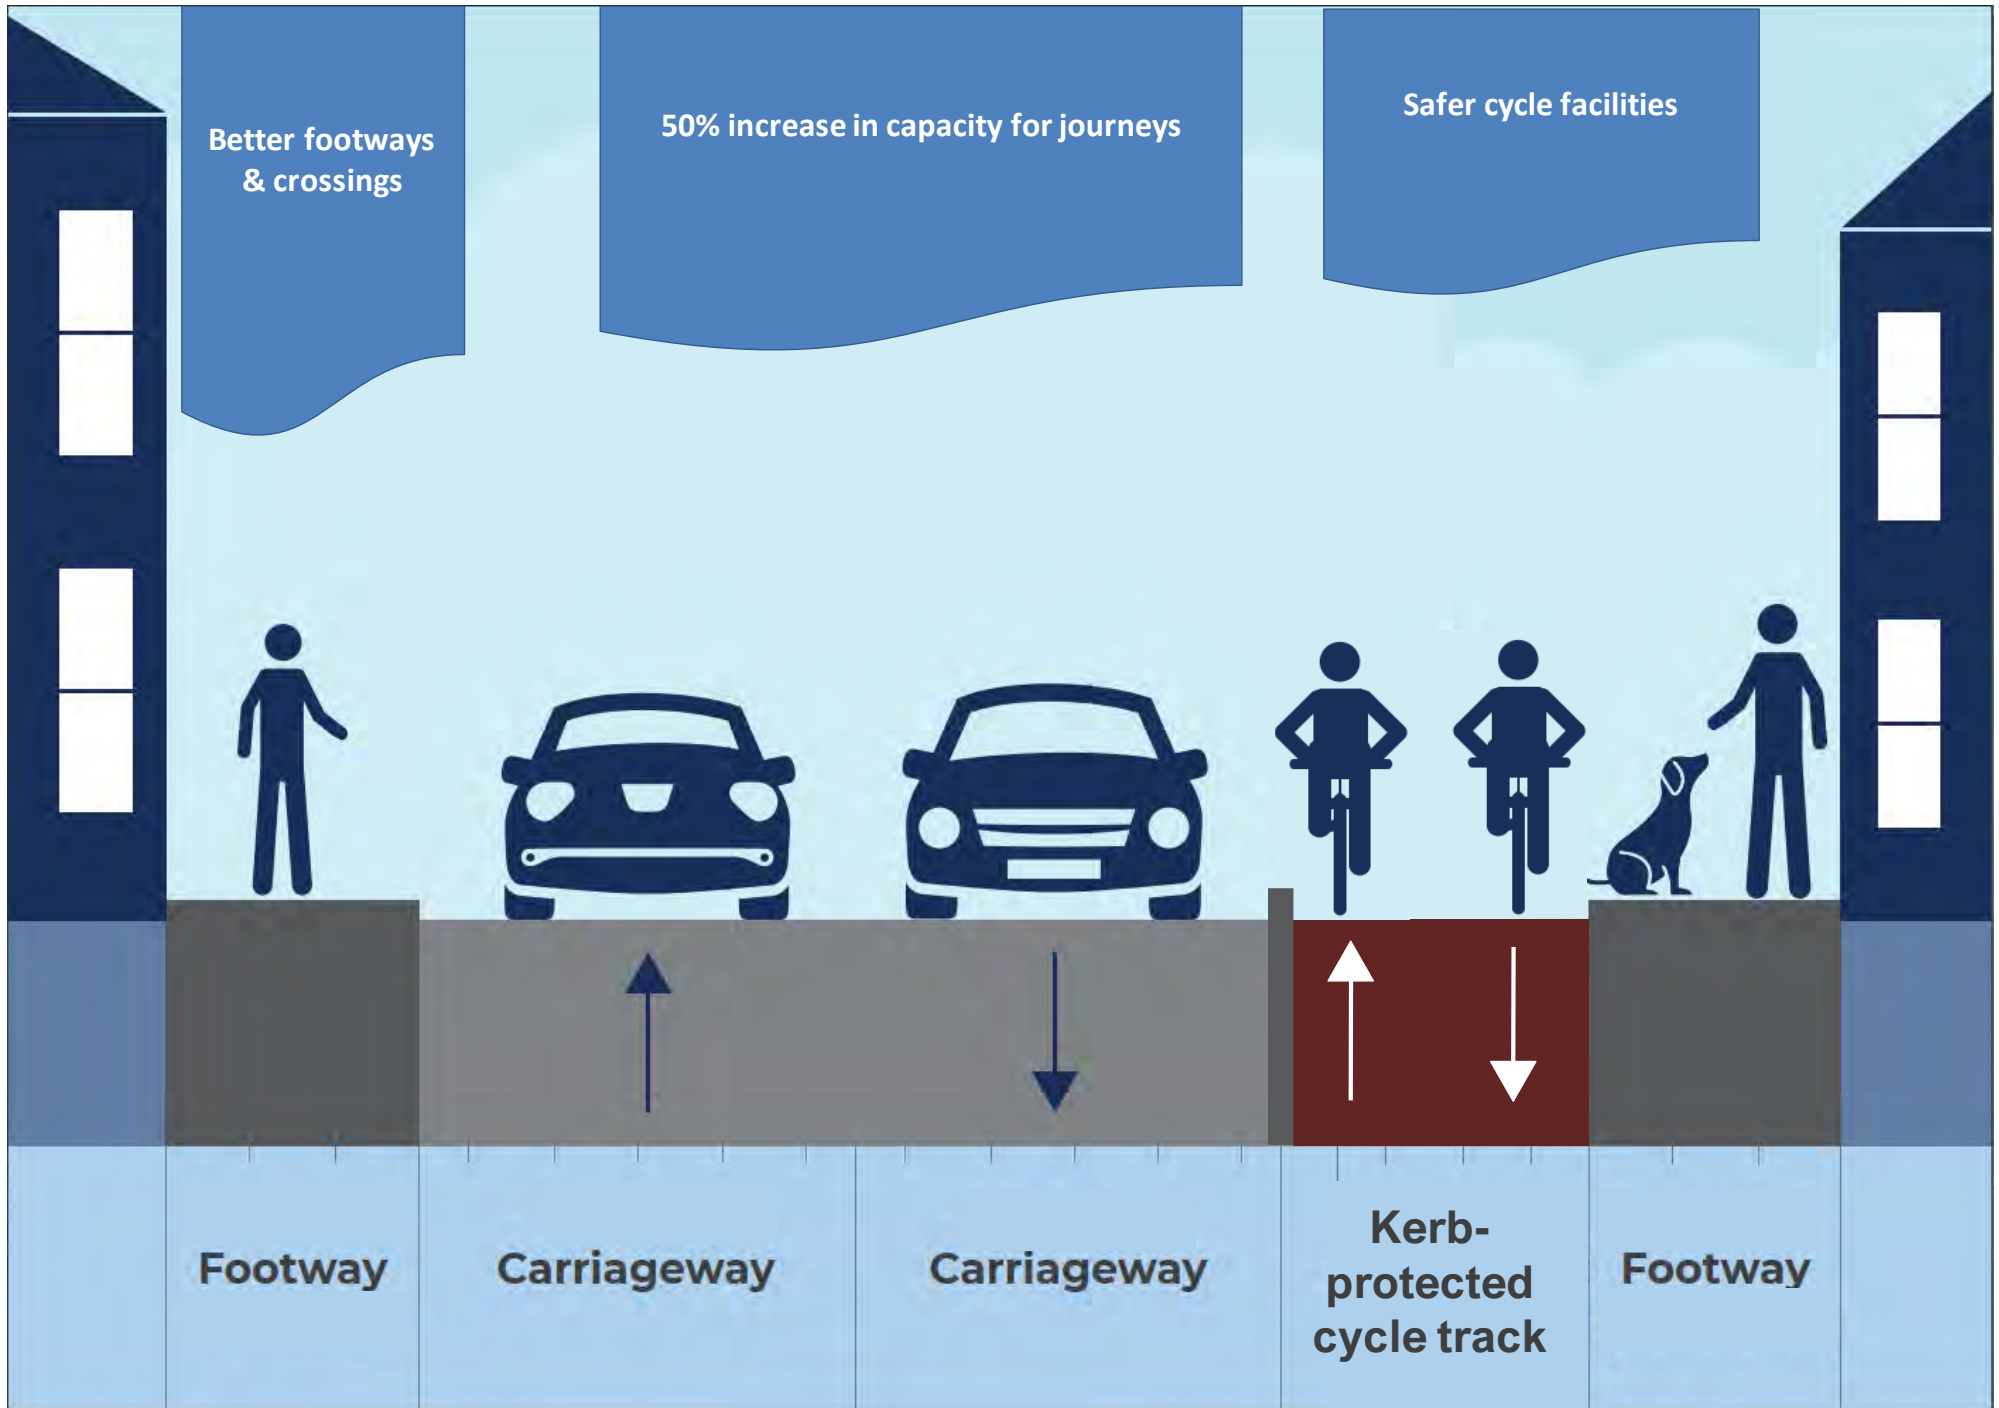 Better footways
& crossings
50% increase in capacity for journeys
Safer cycle facilities
Footway
Carriageway
Carriageway
Kerb-
protected
cycle track
Footway